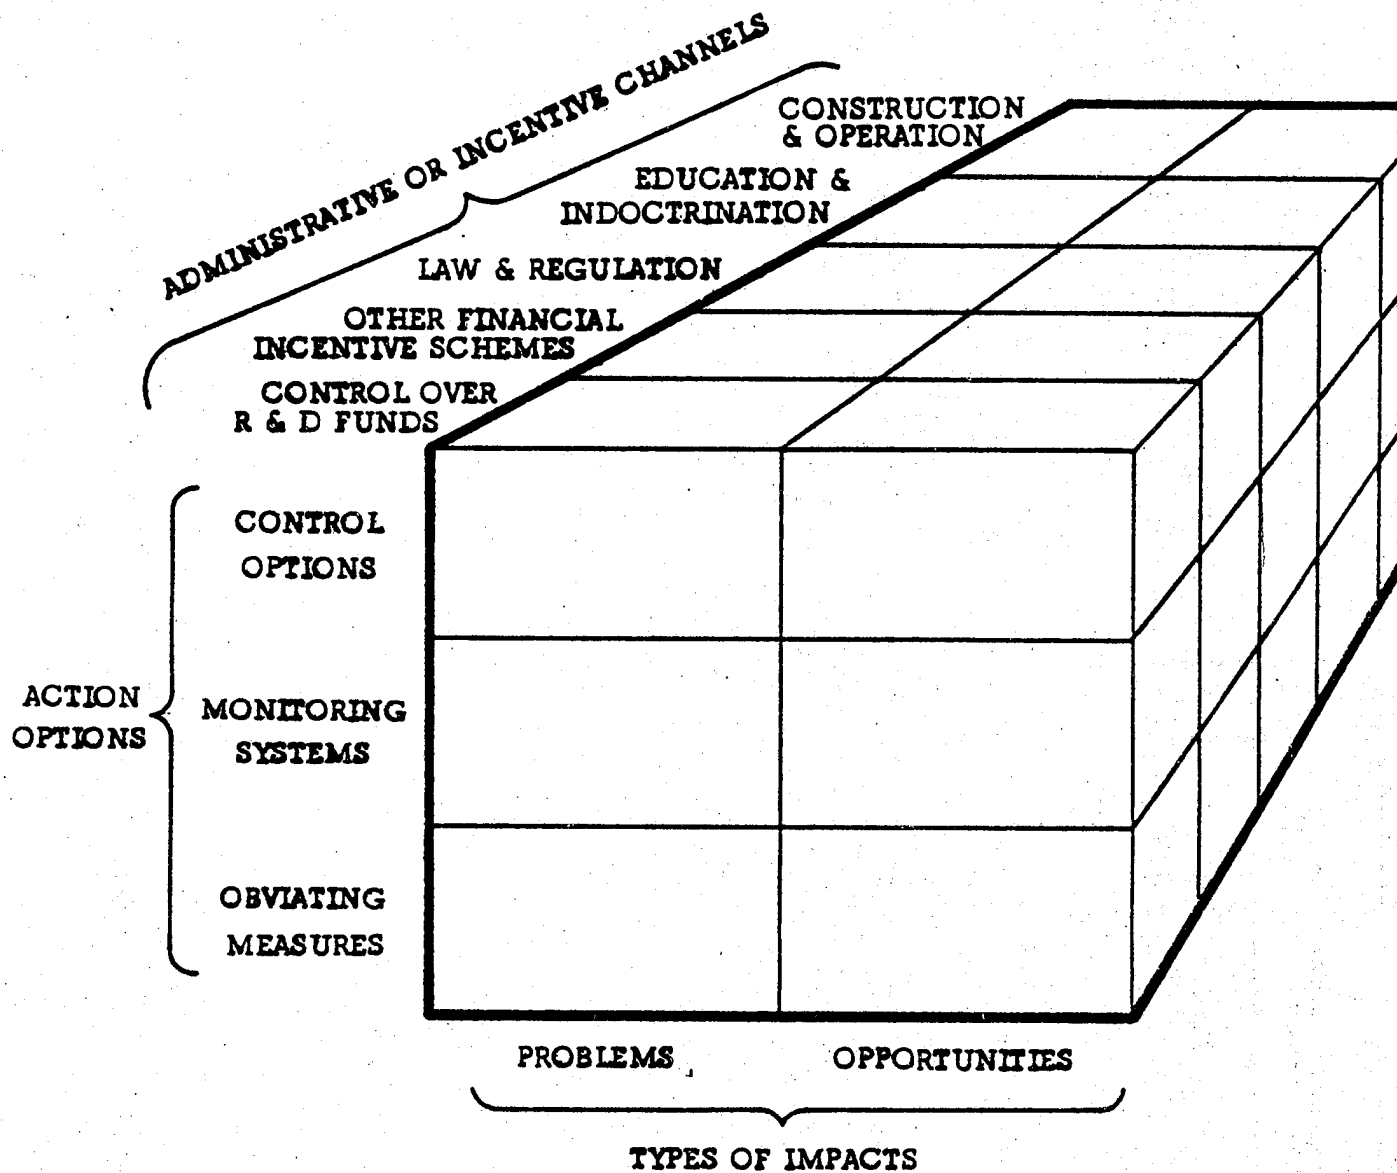 ADMINISTRATIVE OR INCENTIVE CHANNELS
CONSTRUCTION
& OPERATION
EDUCATION &
INDOCTRINATION
LAW & REGULATION
OTHER FINANCIAL
INCENTIVE SCHEMES
CONTROL OVER
R & D FUNDS
ACTION
OPTIONS
CONTROL
OPTIONS
MONITORING
SYSTEMS
OBVIATING
MEASURES
PROBLEMS
OPPORTUNITIES
TYPES OF IMPACTS